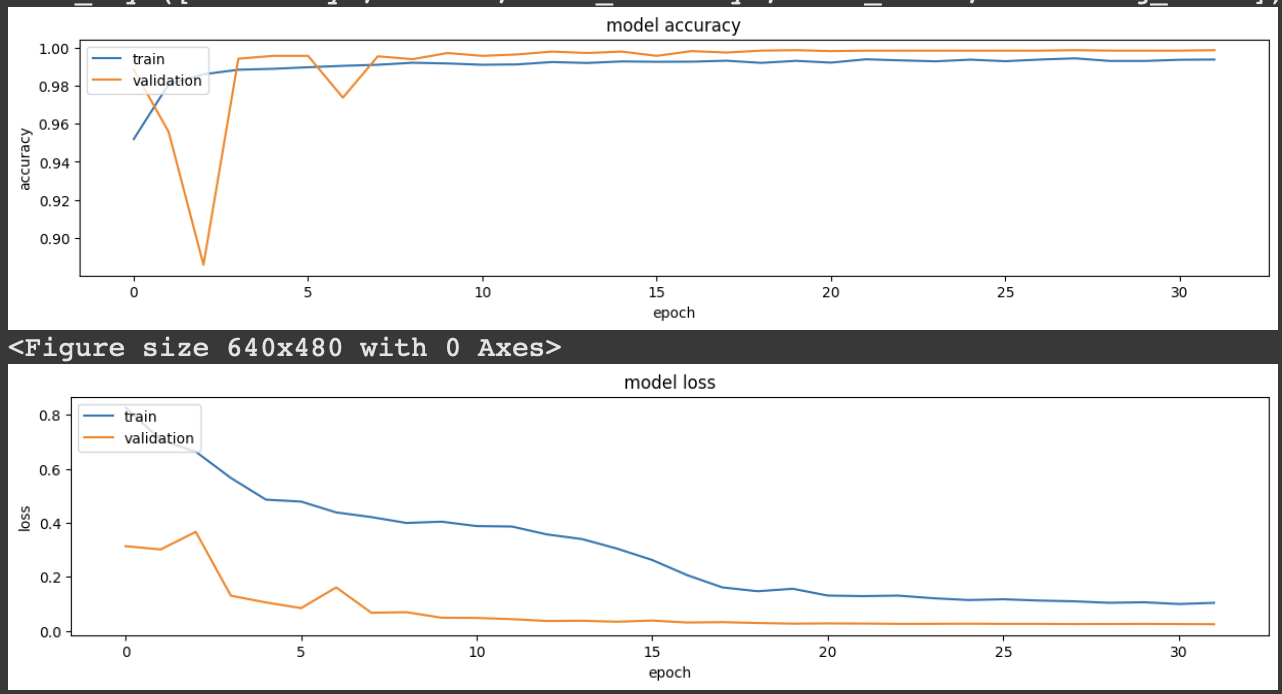 model accuracy
train
validation
1.00
0.98
0.96
0.94
0.92
0.90
accuracy
0 5 10 15 20 25 30
epoch
<Figure size 640x480 with 0 Axes>
model loss
train
validation
0.8
0.6
0.4
0.2
0.0
loss
0 5 10 15 20 25 30
epoch